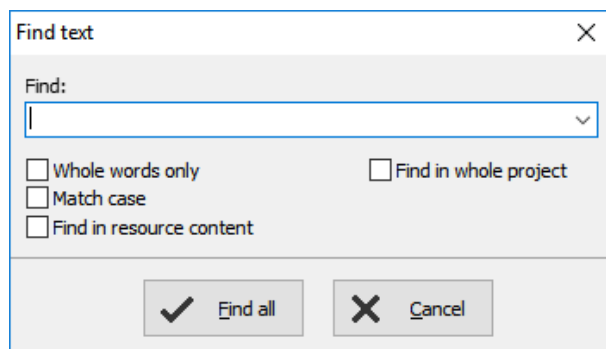 Find text
Find:
Whole words only Find in whole project
Match case
Find in resource content
Find all Cancel